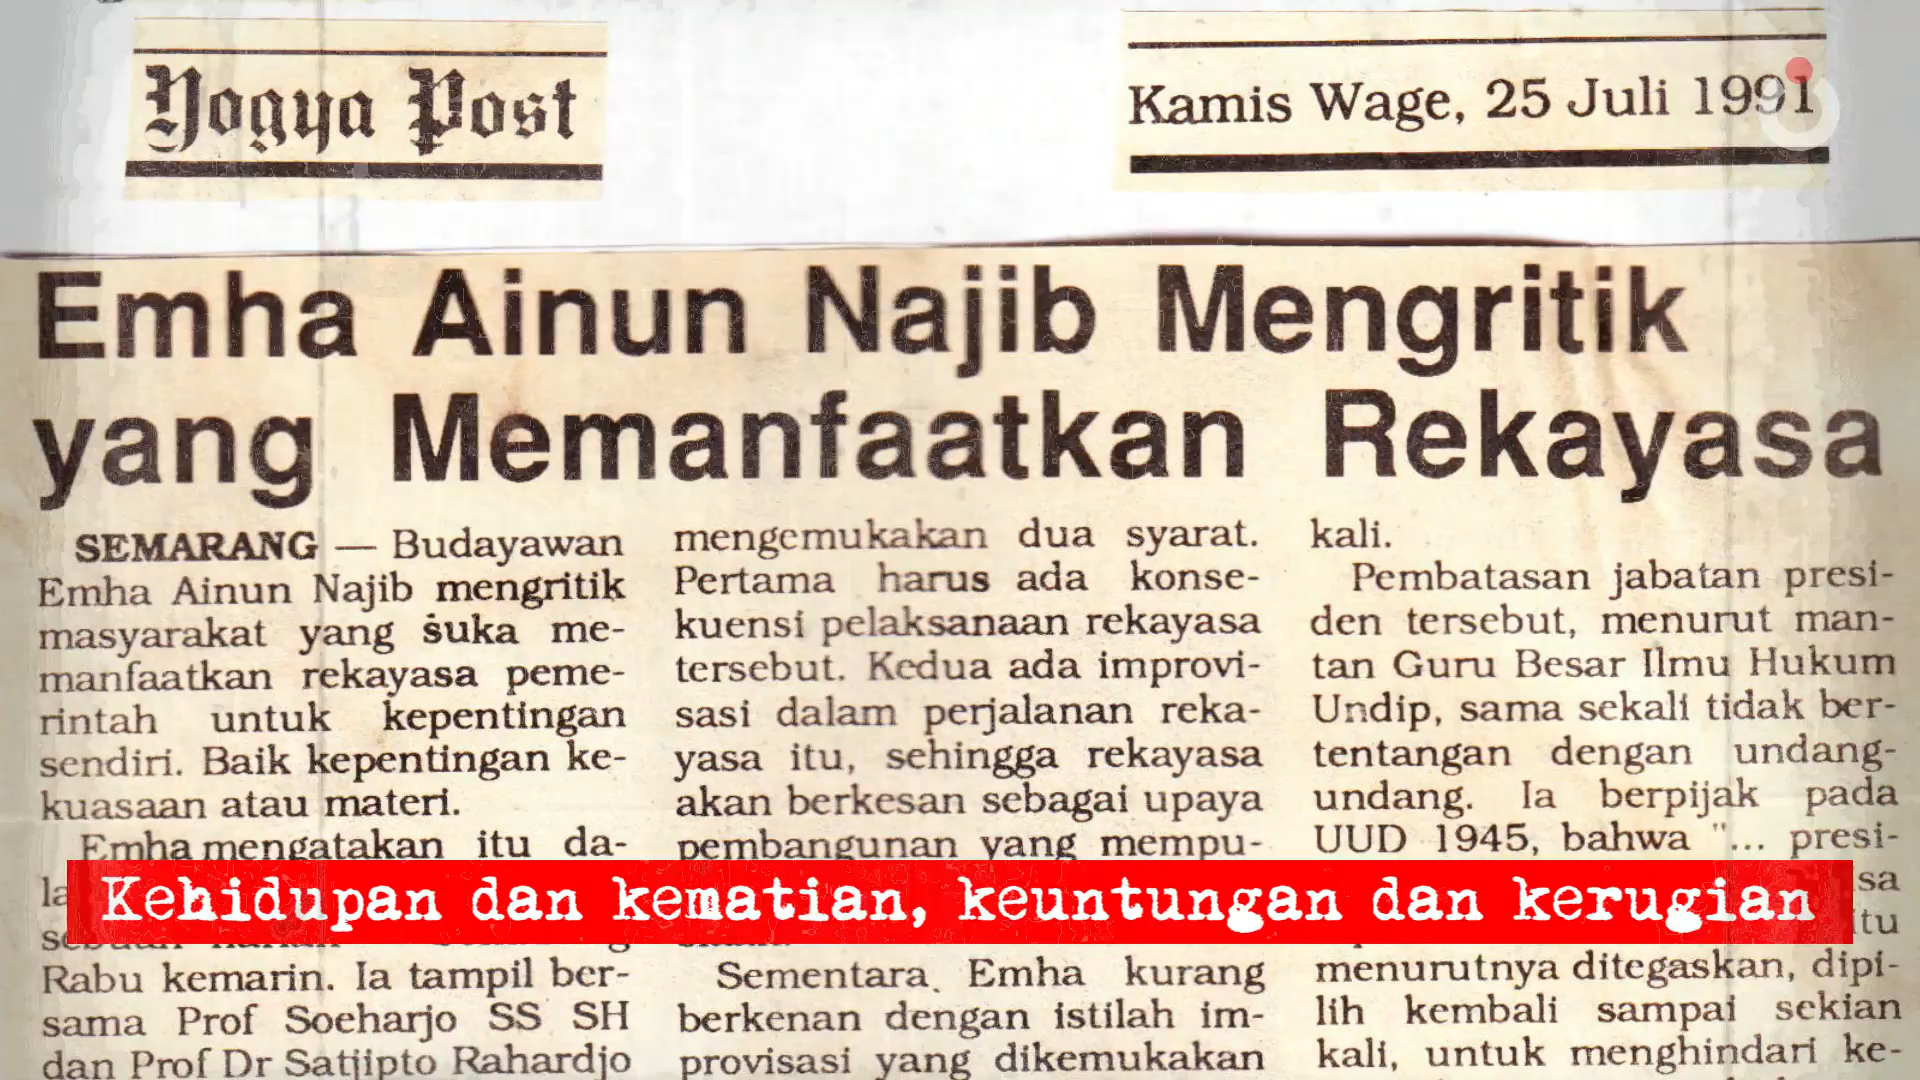 Yogya Post
Kamis Wage, 25 Juli 1991
Emha Ainun Najib Mengritik
yang Memanfaatkan Rekayasa
SEMARANG — Budayawan
Emha Ainun Najib mengritik
masyarakat yang suka me-
manfaatkan rekayasa peme-
rintah untuk kepentingan
sendiri. Baik kepentingan ke-
kuasaan atau materi.
Emha mengatakan itu da-
la
Rabu kemarin. Ia tampil ber-
sama Prof Soeharjo SS SH
dan Prof Dr Satjipto Rahardjo
mengemukakan dua syarat.
Pertama harus ada konse-
kuensi pelaksanaan rekayasa
tersebut. Kedua ada improvi-
sasi dalam perjalanan reka-
yasa itu, sehingga rekayasa
akan berkesan sebagai upaya
pembangunan yang mempu-
Sementara, Emha kurang
berkenan dengan istilah im-
provisasi yang dikemukakan
kali.
Pembatasan jabatan presi-
den tersebut, menurut man-
tan Guru Besar Ilmu Hukum
Undip, sama sekali tidak ber-
tentangan dengan undang-
undang. Ia berpijak pada
UUD 1945, bahwa "... presi-
sa
itu
menurutnya ditegaskan, dipi-
lih kembali sampai sekian
kali, untuk menghindari ke-
Kehidupan dan kematian, keuntungan dan kerugian